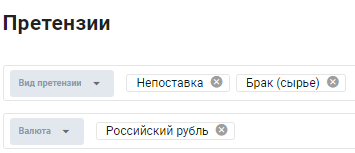 Претензии
Вид претензии Непоставка Брак (сырье)
Валюта Российский рубль